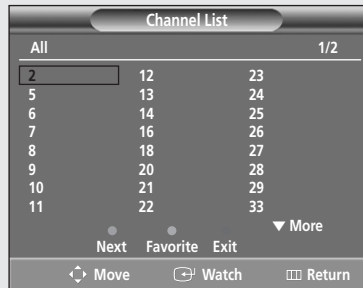 Channel List
All 1/2
2 12 23
5 13 24
6 14 25
7 16 26
8 18 27
9 20 28
10 21 29
11 22 33
▼ More
Next Favorite Exit
Move Watch Return